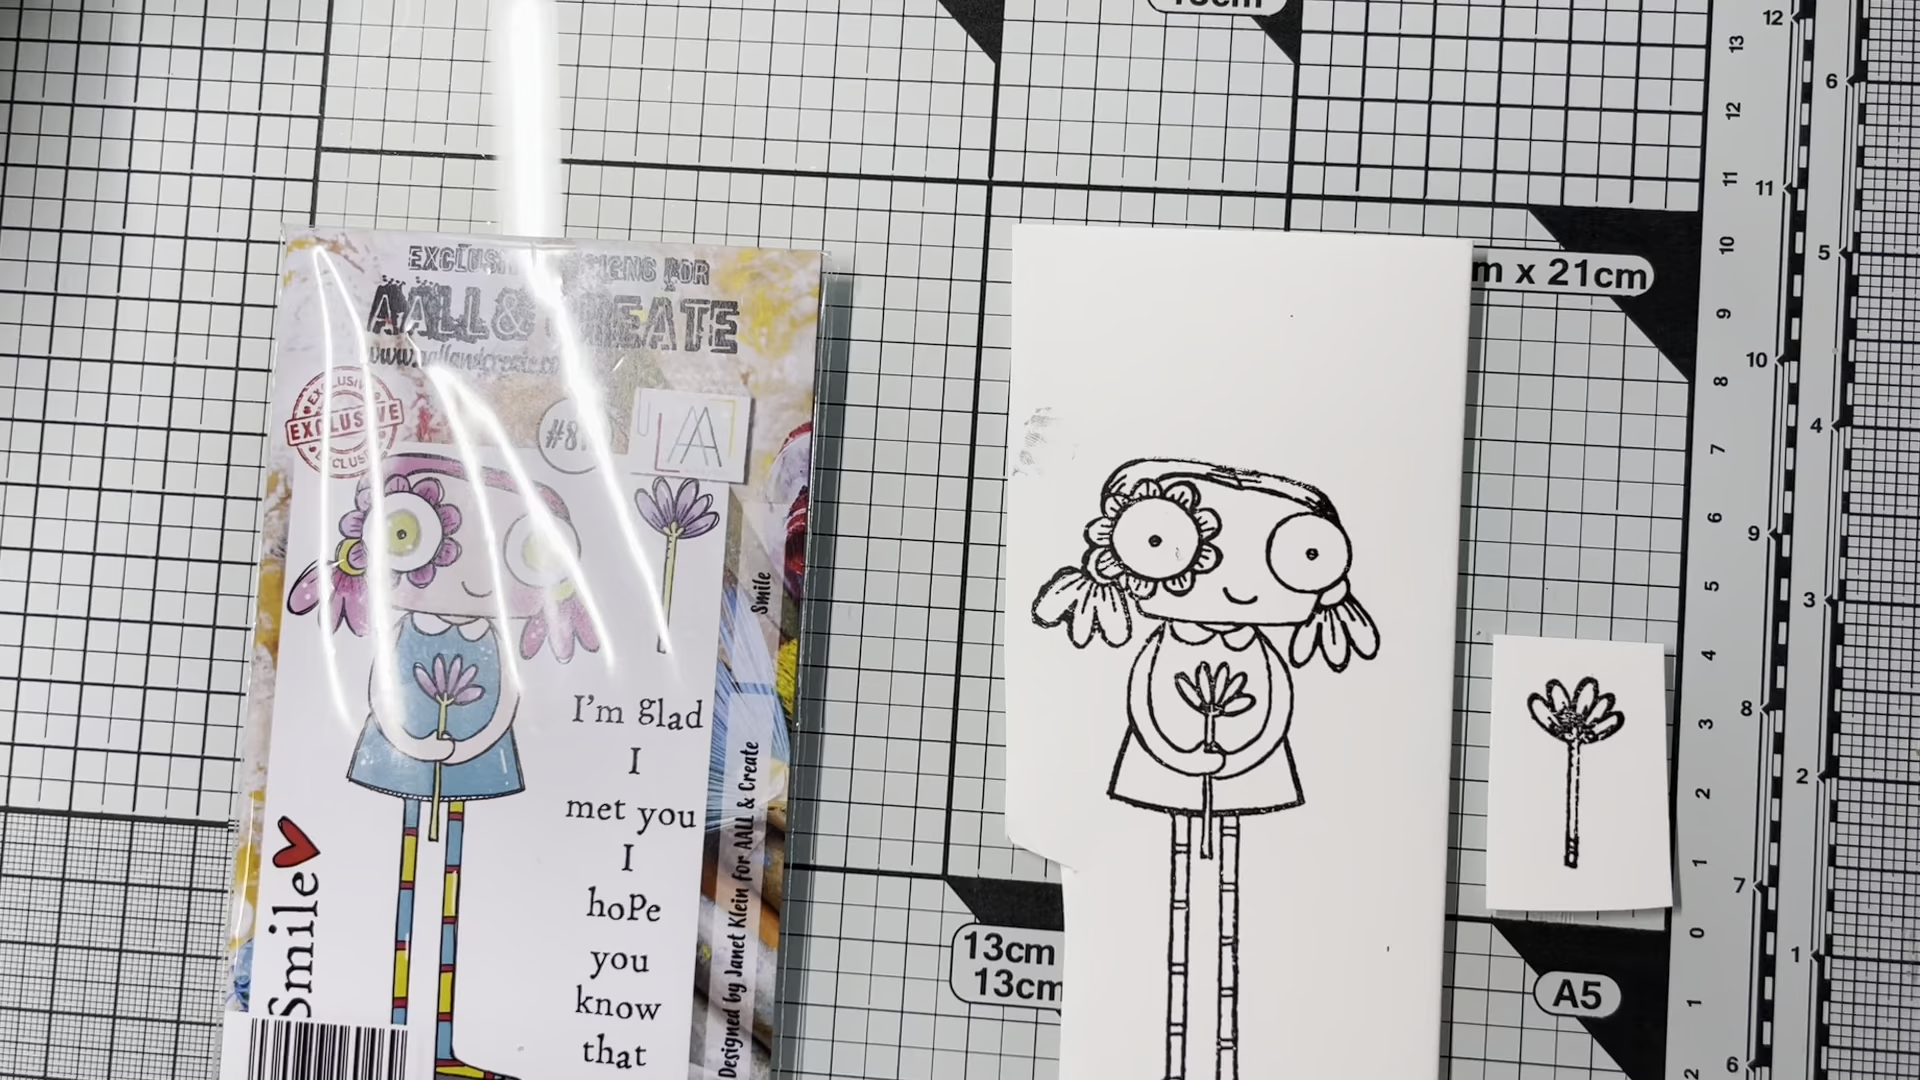 m x 21cm
AALL & CREATE
EXCLUSIVE
Smile
I'm glad
I
met you
I
hoPe
you
know
that
Smile
Designed by Janet Klein for AALL & Create
13cm
13cm
A5
12
13
12
11
10
9
8
7
6
5
4
3
2
1
0
1
2
6
11
5
10
4
9
3
8
2
7
1
6